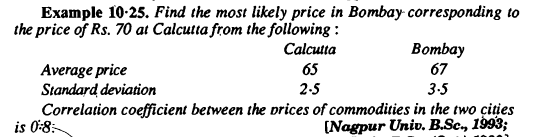 Example 10·25. Find the most likely price in Bombay corresponding to
the price of Rs. 70 at Calcutta from the following :
Calcutta Bombay
Average price 65 67
Standard deviation 2·5 3·5
Correlation coefficient between the prices of commodities in the two cities
is 0·8. [Nagpur Univ. B.Sc., 1993;